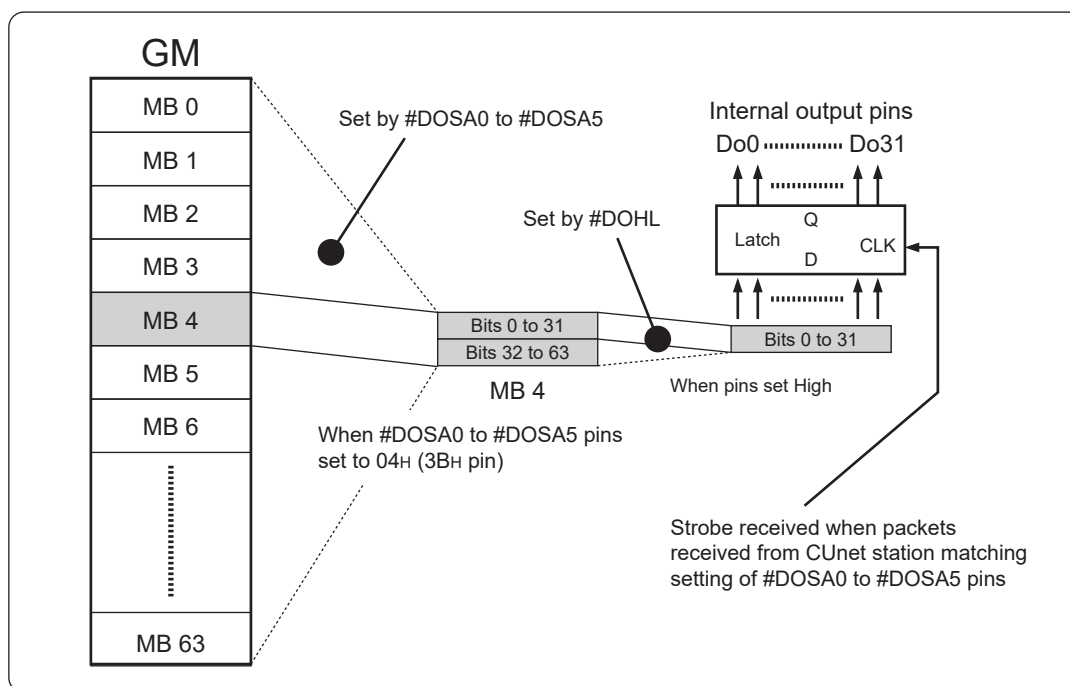 GM
MB 0
MB 1
MB 2
MB 3
MB 4
MB 5
MB 6
MB 63
Set by #DOSA0 to #DOSA5
Set by #DOHL
Internal output pins
Do0 Do31
Q
Latch CLK
D
Bits 0 to 31
Bits 32 to 63
MB 4
Bits 0 to 31
When pins set High
When #DOSA0 to #DOSA5 pins
set to 04H (3BH pin)
Strobe received when packets
received from CUnet station matching
setting of #DOSA0 to #DOSA5 pins